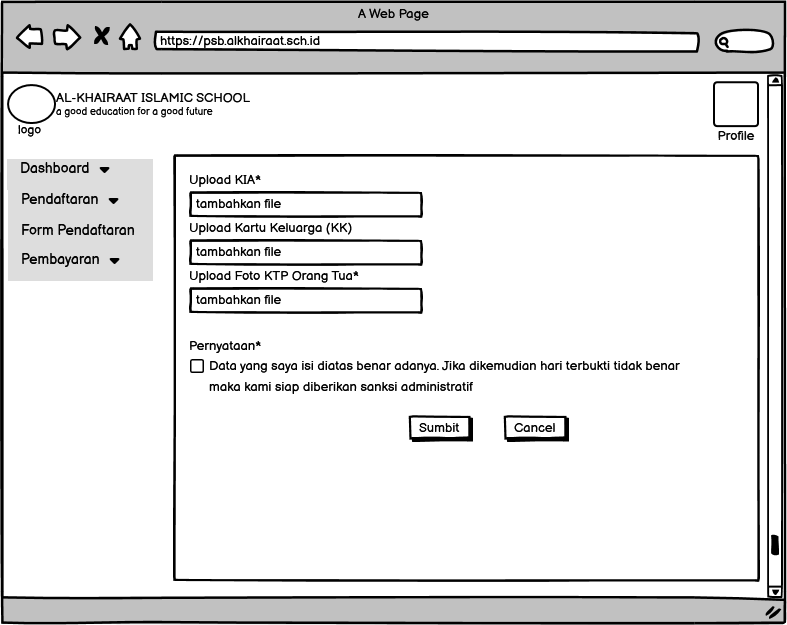 A Web Page
https://psb.alkhairaat.sch.id
AL-KHAIRAAT ISLAMIC SCHOOL
a good education for a good future
logo
Profile
Dashboard
Pendaftaran
Form Pendaftaran
Pembayaran
Upload KIA*
tambahkan file
Upload Kartu Keluarga (KK)
tambahkan file
Upload Foto KTP Orang Tua*
tambahkan file
Pernyataan*
Data yang saya isi diatas benar adanya. Jika dikemudian hari terbukti tidak benar
maka kami siap diberikan sanksi administratif
Sumbit
Cancel